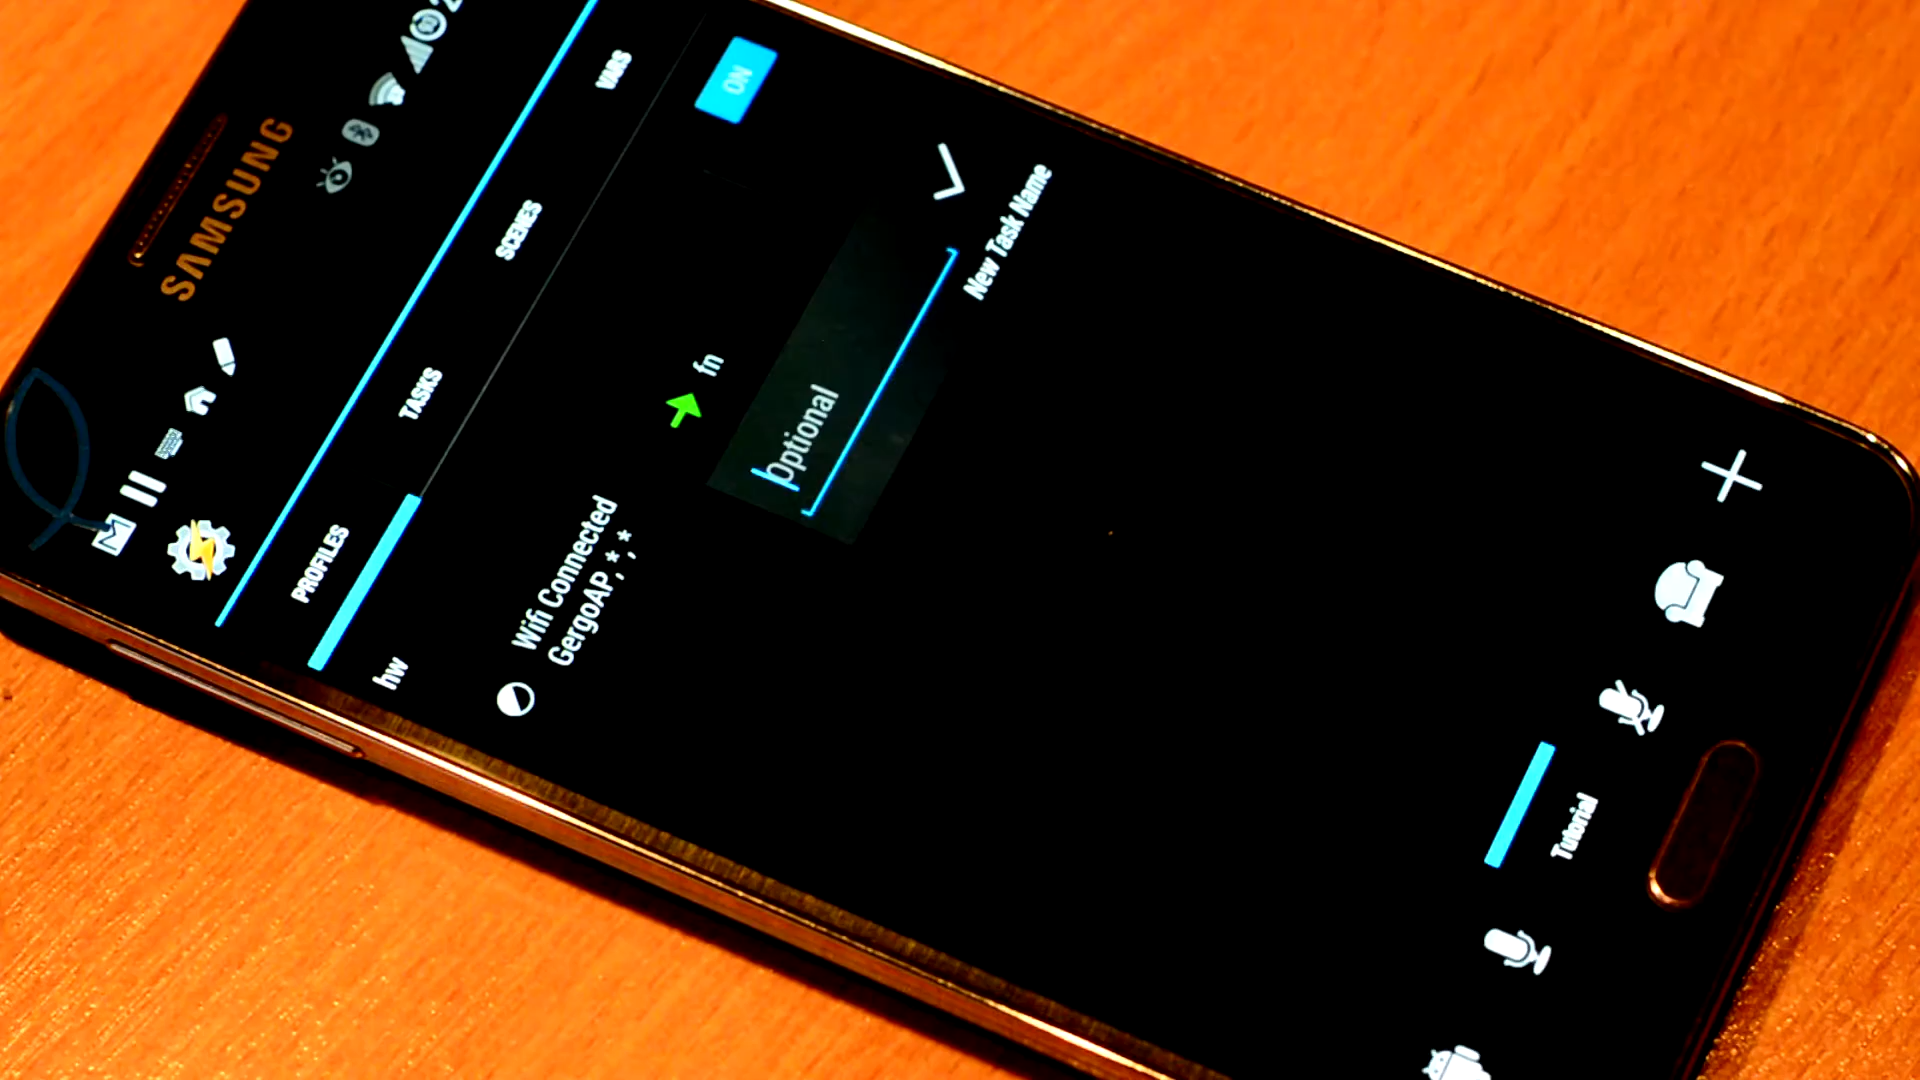 SAMSUNG
PROFILES TASKS SCENES VARS
hw ON
Wifi Connected fn
GergoAP,*,*
Optional
New Task Name
Tutorial